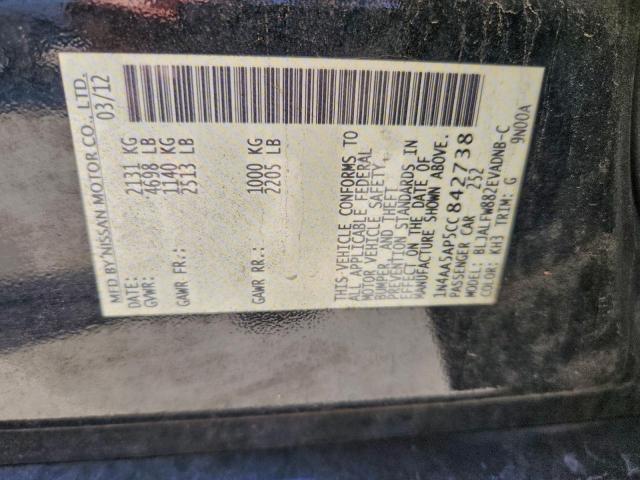 MFD BY NISSAN MOTOR CO., LTD.
DATE: 03/12
GVWR: 2131 KG
4698 LB
GAWR FR: 1140 KG
2513 LB
GAWR RR: 1000 KG
2205 LB
THIS VEHICLE CONFORMS TO
ALL APPLICABLE FEDERAL
MOTOR VEHICLE SAFETY,
BUMPER, AND THEFT
PREVENTION STANDARDS IN
EFFECT ON THE DATE OF
MANUFACTURE SHOWN ABOVE.
1N4AA5AP5CC842738
PASSENGER CAR 252
MODEL: BLJALFW882EVADNB-C
COLOR: KH3 TRIM: G 9N00A